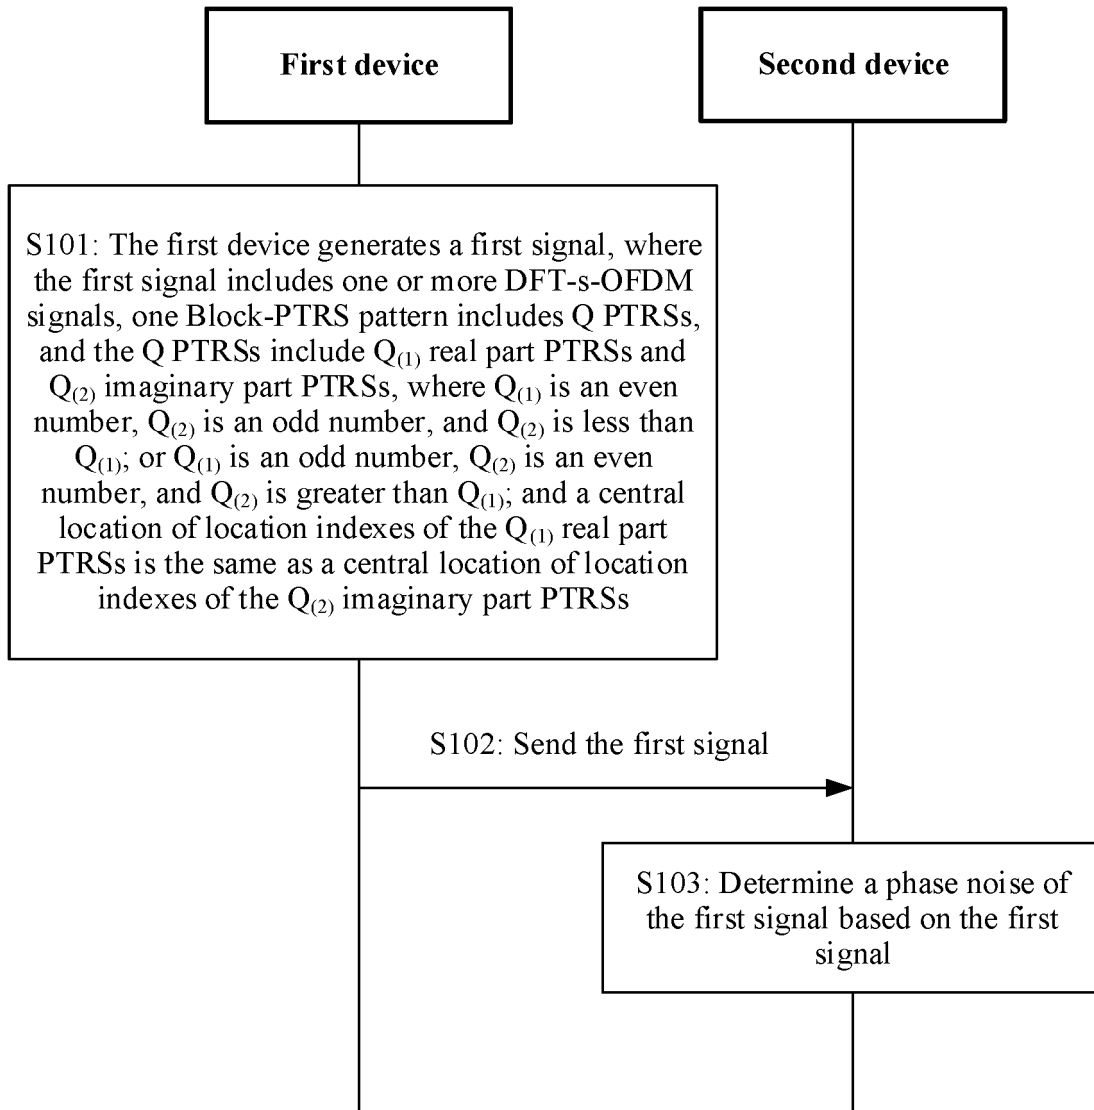 First device
Second device
S101: The first device generates a first signal, where
the first signal includes one or more DFT-s-OFDM
signals, one Block-PTRS pattern includes Q PTRSs,
and the Q PTRSs include Q(1) real part PTRSs and
Q(2) imaginary part PTRSs, where Q(1) is an even
number, Q(2) is an odd number, and Q(2) is less than
Q(1); or Q(1) is an odd number, Q(2) is an even
number, and Q(2) is greater than Q(1); and a central
location of location indexes of the Q(1) real part
PTRSs is the same as a central location of location
indexes of the Q(2) imaginary part PTRSs
S102: Send the first signal
S103: Determine a phase noise of
the first signal based on the first
signal